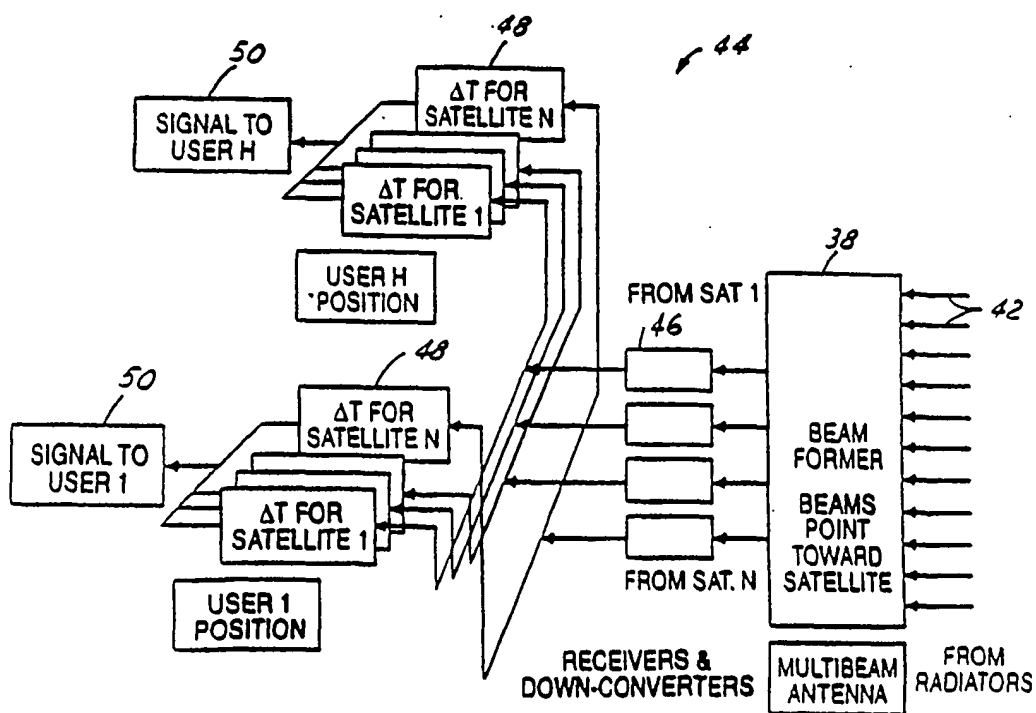 44
48
50
ΔT FOR
SATELLITE N
SIGNAL TO
USER H
ΔT FOR.
SATELLITE 1
USER H
POSITION
38
FROM SAT 1
42
46
48
50
ΔT FOR
SATELLITE N
SIGNAL TO
USER 1
ΔT FOR
SATELLITE 1
BEAM
FORMER
BEAMS
POINT
TOWARD
SATELLITE
FROM SAT. N
USER 1
POSITION
RECEIVERS &
DOWN-CONVERTERS
MULTIBEAM
ANTENNA
FROM
RADIATORS